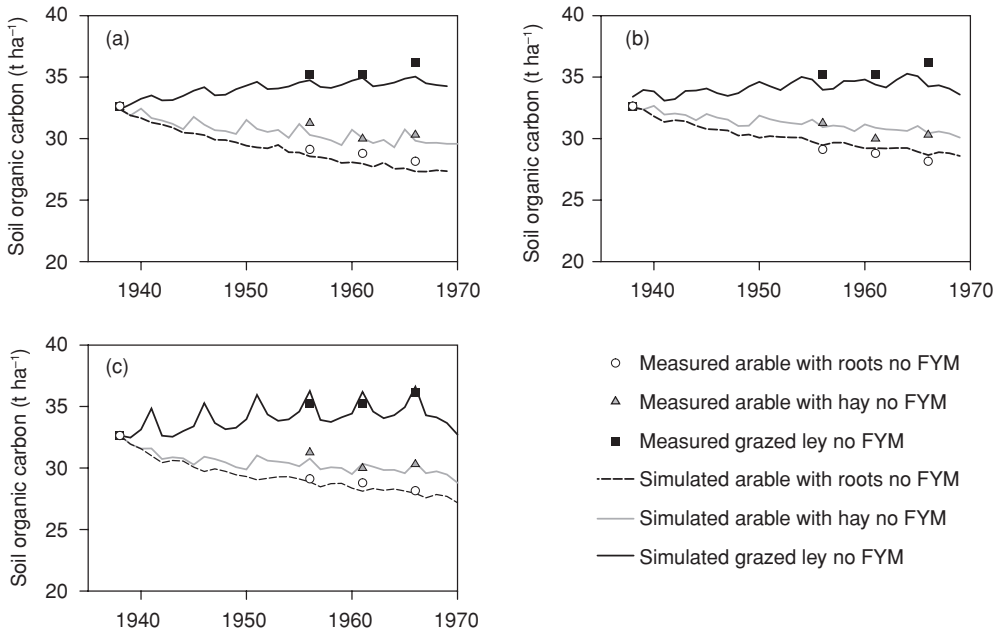 Soil organic carbon (t ha⁻¹)
40
35
30
25
20
(a)
1940 1950 1960 1970
Soil organic carbon (t ha⁻¹)
40
35
30
25
20
(b)
1940 1950 1960 1970
Soil organic carbon (t ha⁻¹)
40
35
30
25
20
(c)
1940 1950 1960 1970
Measured arable with roots no FYM
Measured arable with hay no FYM
Measured grazed ley no FYM
Simulated arable with roots no FYM
Simulated arable with hay no FYM
Simulated grazed ley no FYM